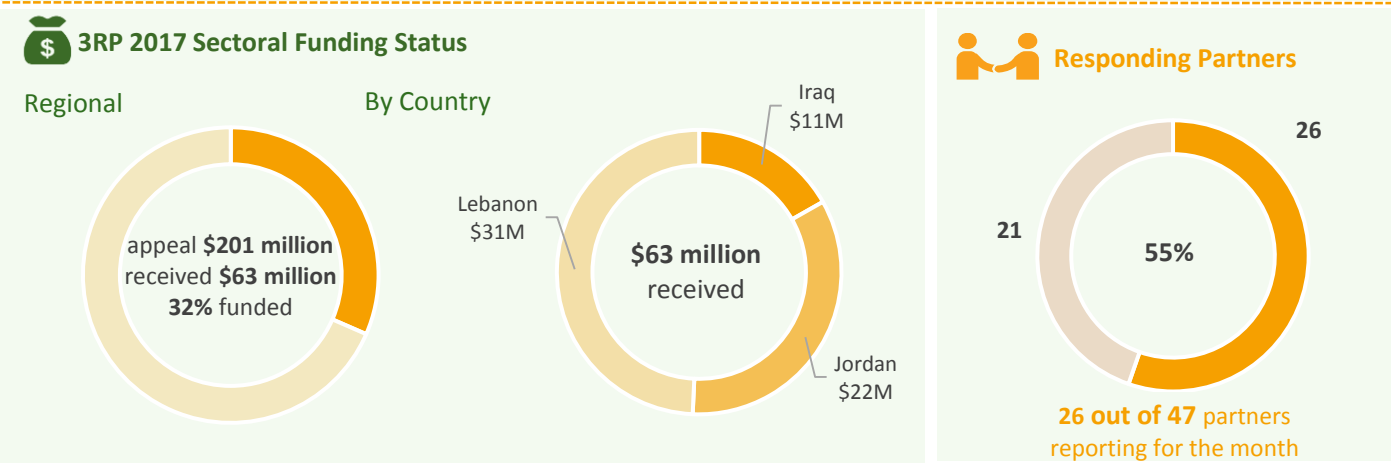 $
3RP 2017 Sectoral Funding Status
Regional
By Country
appeal $201 million
received $63 million
32% funded
Iraq
$11M
Lebanon
$31M
$63 million
received
Jordan
$22M
Responding Partners
26
21
55%
26 out of 47 partners
reporting for the month